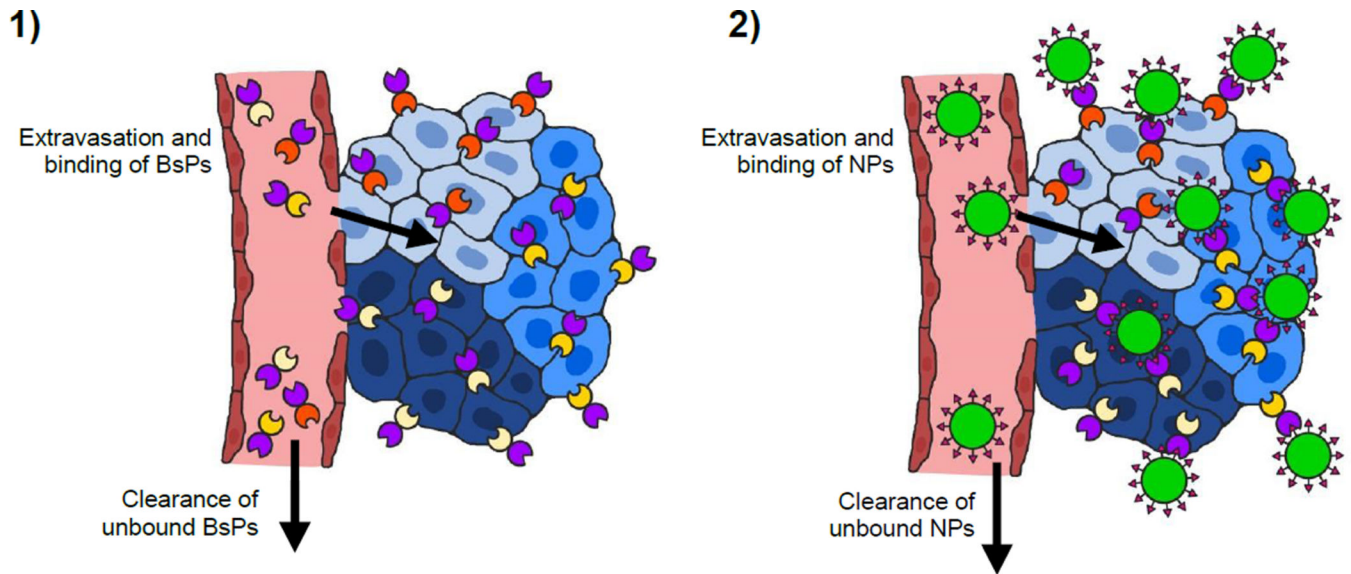 1)
Extravasation and
binding of BsPs
Clearance of
unbound BsPs
2)
Extravasation and
binding of NPs
Clearance of
unbound NPs